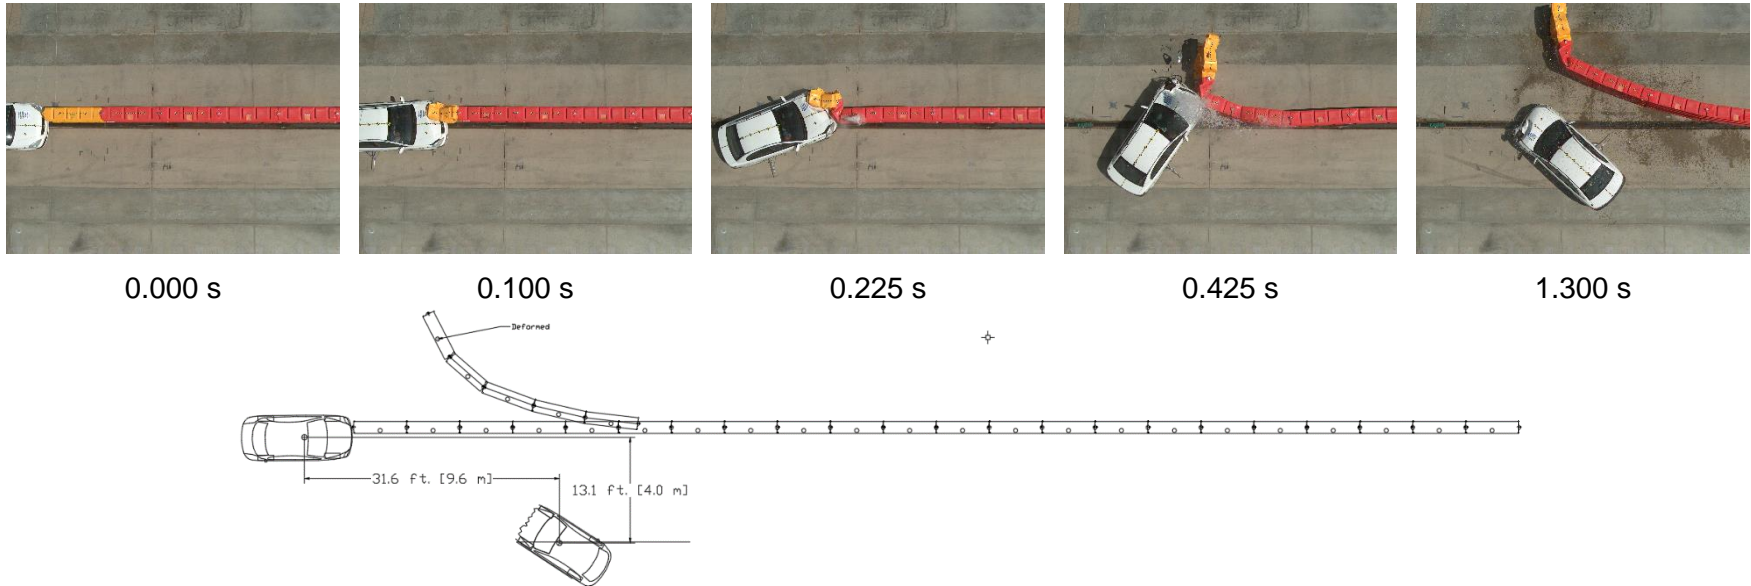 0.000 s
0.100 s
0.225 s
0.425 s
1.300 s
Deformed
31.6 ft. [9.6 m]
13.1 ft. [4.0 m]